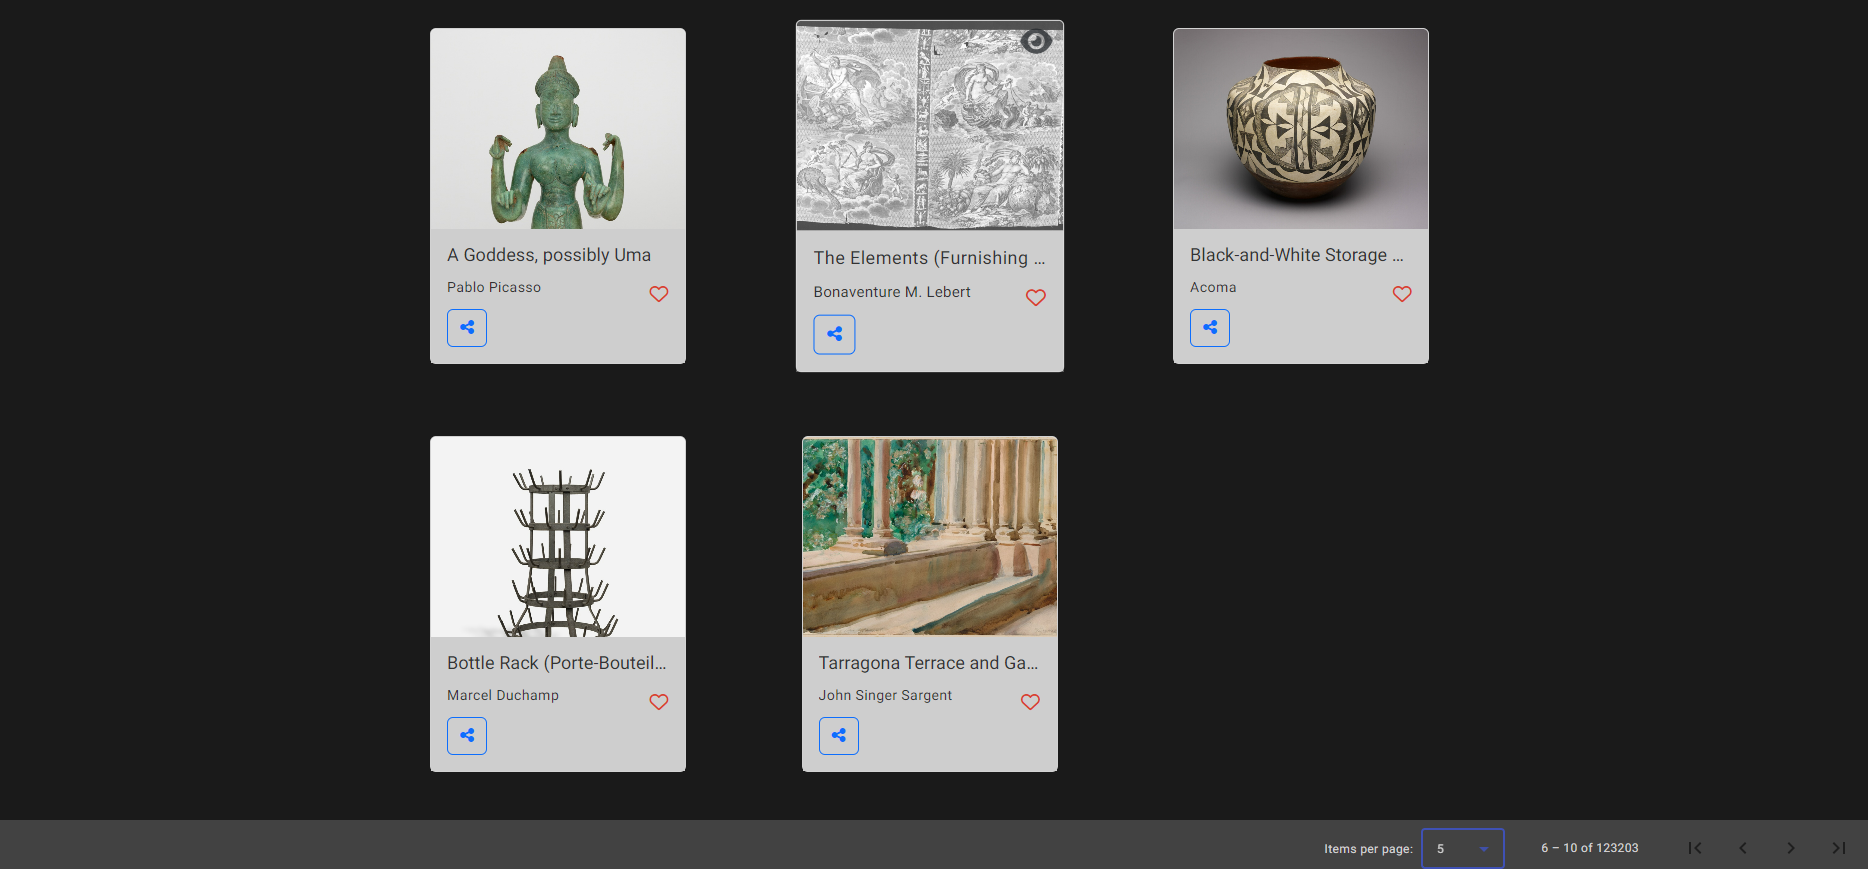 A Goddess, possibly Uma
Pablo Picasso
The Elements (Furnishing ...
Bonaventure M. Lebert
Black-and-White Storage ...
Acoma
Bottle Rack (Porte-Bouteil...
Marcel Duchamp
Tarragona Terrace and Ga...
John Singer Sargent
Items per page: 5 6 – 10 of 123203